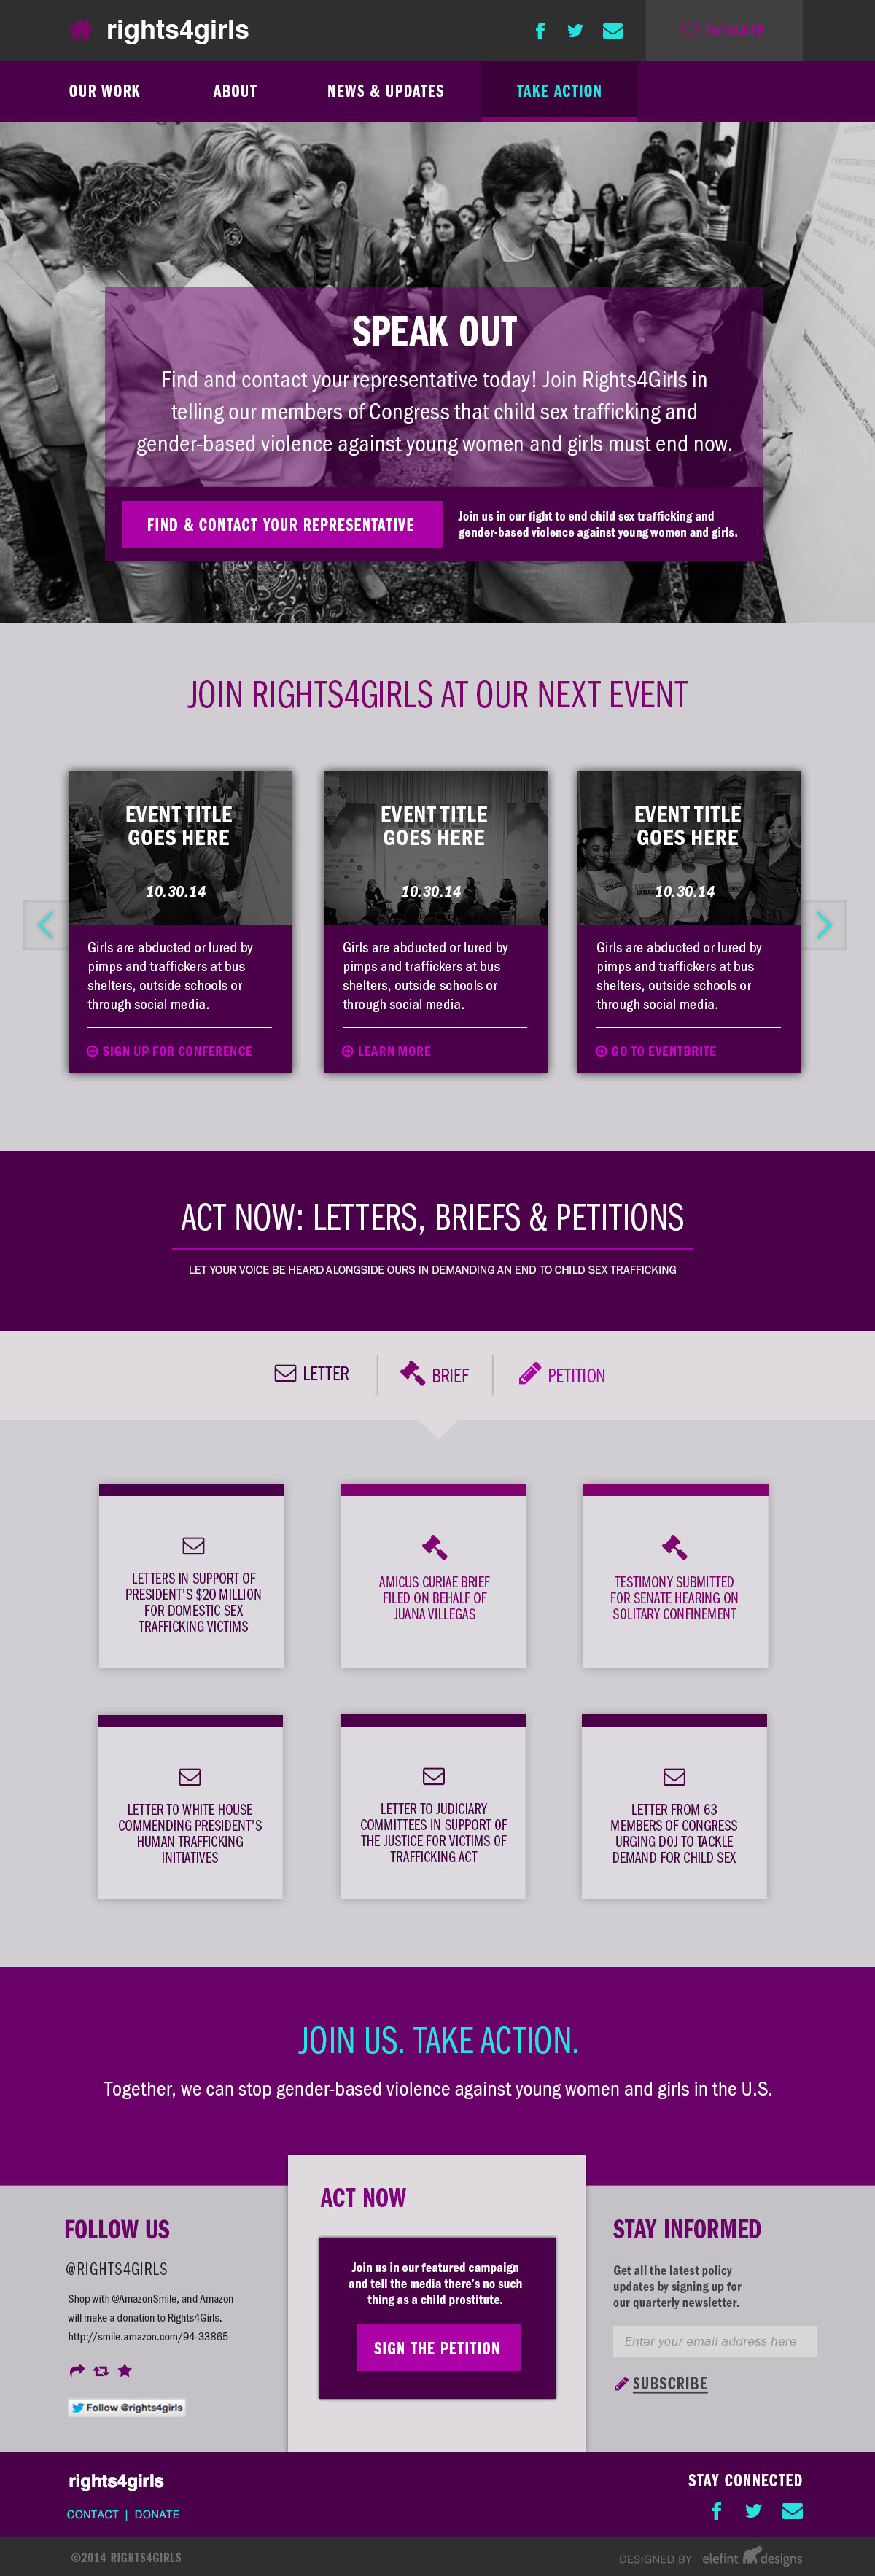 rights4girls
DONATE
OUR WORK
ABOUT
NEWS & UPDATES
TAKE ACTION
SPEAK OUT
Find and contact your representative today! Join Rights4Girls in
telling our members of Congress that child sex trafficking and
gender-based violence against young women and girls must end now.
FIND & CONTACT YOUR REPRESENTATIVE
Join us in our fight to end child sex trafficking and
gender-based violence against young women and girls.
JOIN RIGHTS4GIRLS AT OUR NEXT EVENT
EVENT TITLE
GOES HERE
10.30.14
Girls are abducted or lured by
pimps and traffickers at bus
shelters, outside schools or
through social media.
SIGN UP FOR CONFERENCE
EVENT TITLE
GOES HERE
10.30.14
Girls are abducted or lured by
pimps and traffickers at bus
shelters, outside schools or
through social media.
LEARN MORE
EVENT TITLE
GOES HERE
10.30.14
Girls are abducted or lured by
pimps and traffickers at bus
shelters, outside schools or
through social media.
GO TO EVENTBRITE
ACT NOW: LETTERS, BRIEFS & PETITIONS
LET YOUR VOICE BE HEARD ALONGSIDE OURS IN DEMANDING AN END TO CHILD SEX TRAFFICKING
LETTER
BRIEF
PETITION
LETTERS IN SUPPORT OF
PRESIDENT'S $20 MILLION
FOR DOMESTIC SEX
TRAFFICKING VICTIMS
AMICUS CURIAE BRIEF
FILED ON BEHALF OF
JUANA VILLEGAS
TESTIMONY SUBMITTED
FOR SENATE HEARING ON
SOLITARY CONFINEMENT
LETTER TO WHITE HOUSE
COMMENDING PRESIDENT'S
HUMAN TRAFFICKING
INITIATIVES
LETTER TO JUDICIARY
COMMITTEES IN SUPPORT OF
THE JUSTICE FOR VICTIMS OF
TRAFFICKING ACT
LETTER FROM 63
MEMBERS OF CONGRESS
URGING DOJ TO TACKLE
DEMAND FOR CHILD SEX
JOIN US. TAKE ACTION.
Together, we can stop gender-based violence against young women and girls in the U.S.
FOLLOW US
@RIGHTS4GIRLS
Shop with @AmazonSmile, and Amazon
will make a donation to Rights4Girls.
http://smile.amazon.com/94-33865
Follow @rights4girls
ACT NOW
Join us in our featured campaign
and tell the media there's no such
thing as a child prostitute.
SIGN THE PETITION
STAY INFORMED
Get all the latest policy
updates by signing up for
our quarterly newsletter.
Enter your email address here
SUBSCRIBE
rights4girls
CONTACT | DONATE
STAY CONNECTED
©2014 RIGHTS4GIRLS
DESIGNED BY elefint designs